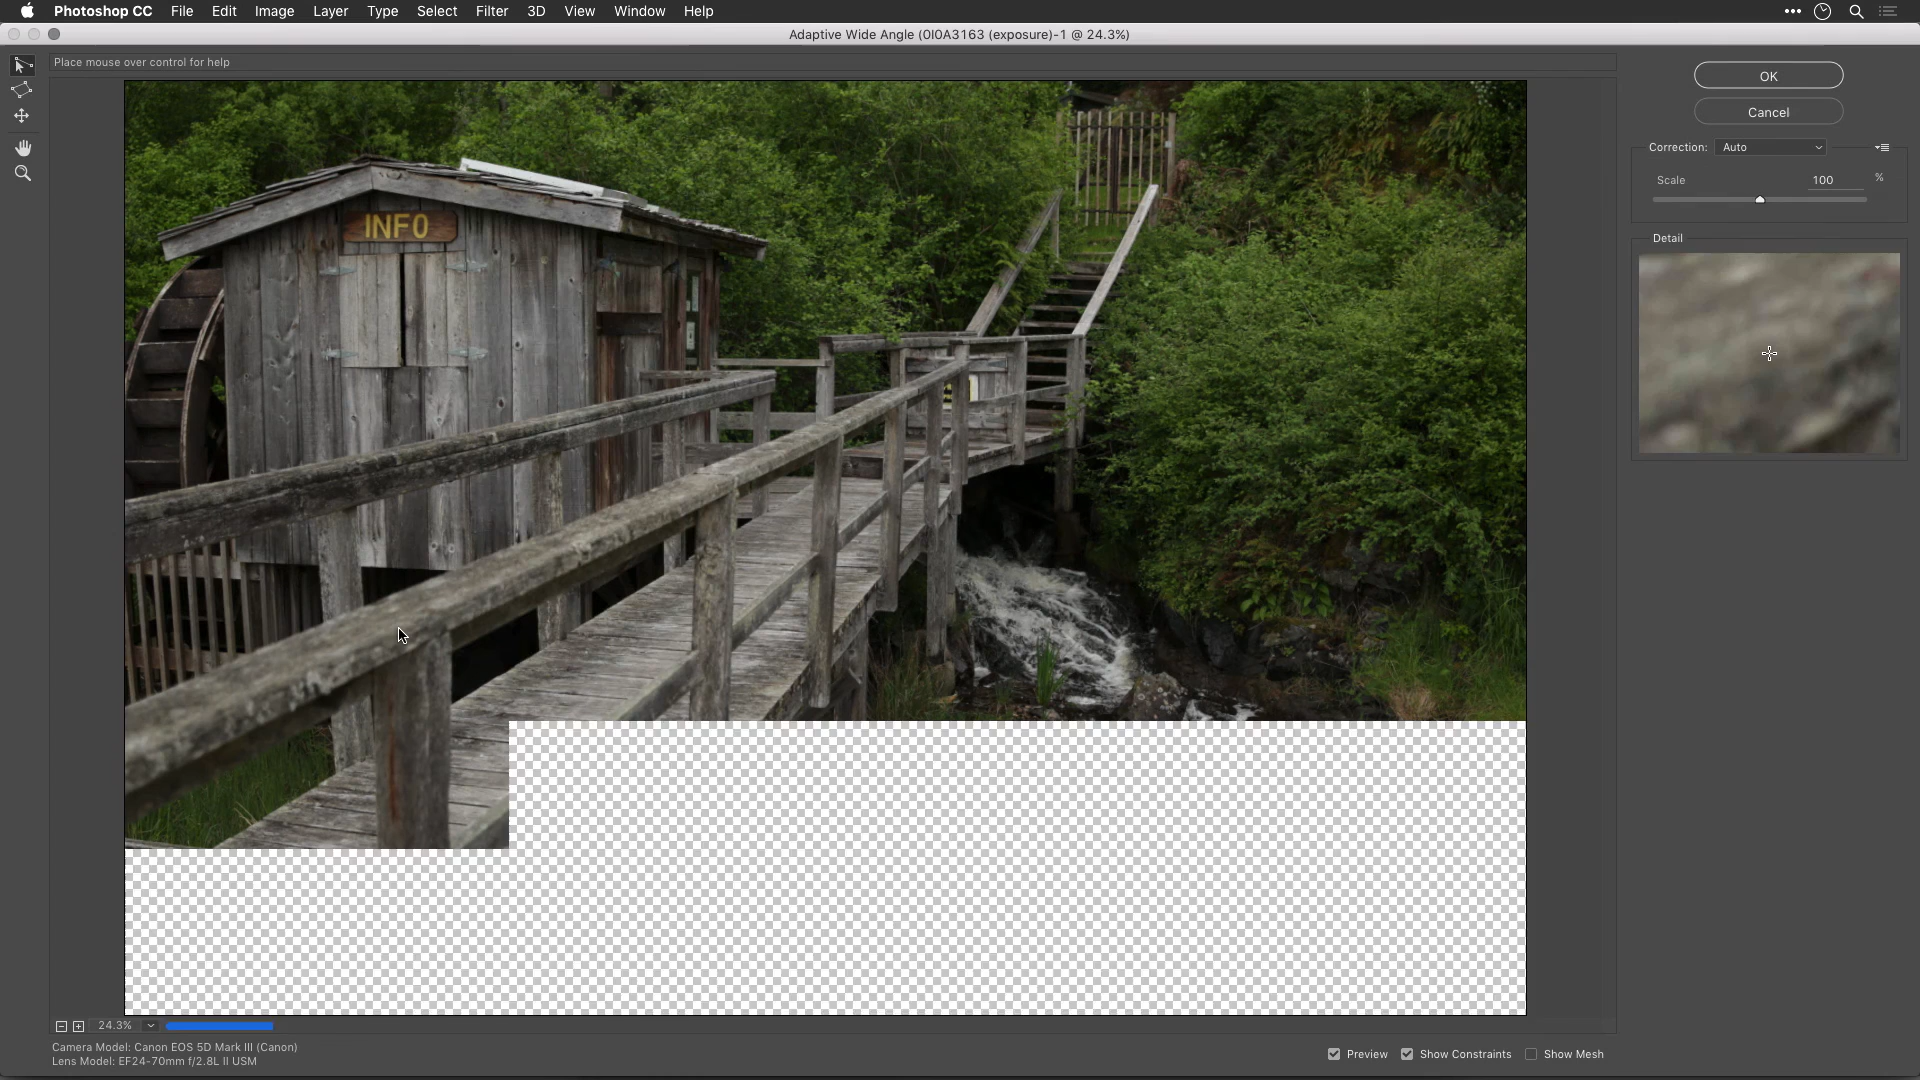 Photoshop CC File Edit Image Layer Type Select Filter 3D View Window Help
Adaptive Wide Angle (0I0A3163 (exposure)-1 @ 24.3%)
Place mouse over control for help
OK
Cancel
Correction: Auto
Scale 100 %
Detail
INFO
24.3%
Camera Model: Canon EOS 5D Mark III (Canon)
Lens Model: EF24-70mm f/2.8L II USM
Preview Show Constraints Show Mesh